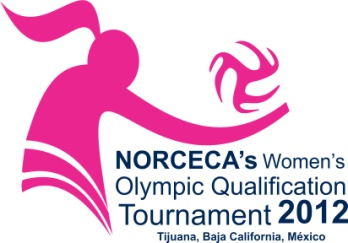 NORCECA's Women's
Olympic Qualification
Tournament 2012
Tijuana, Baja California, México